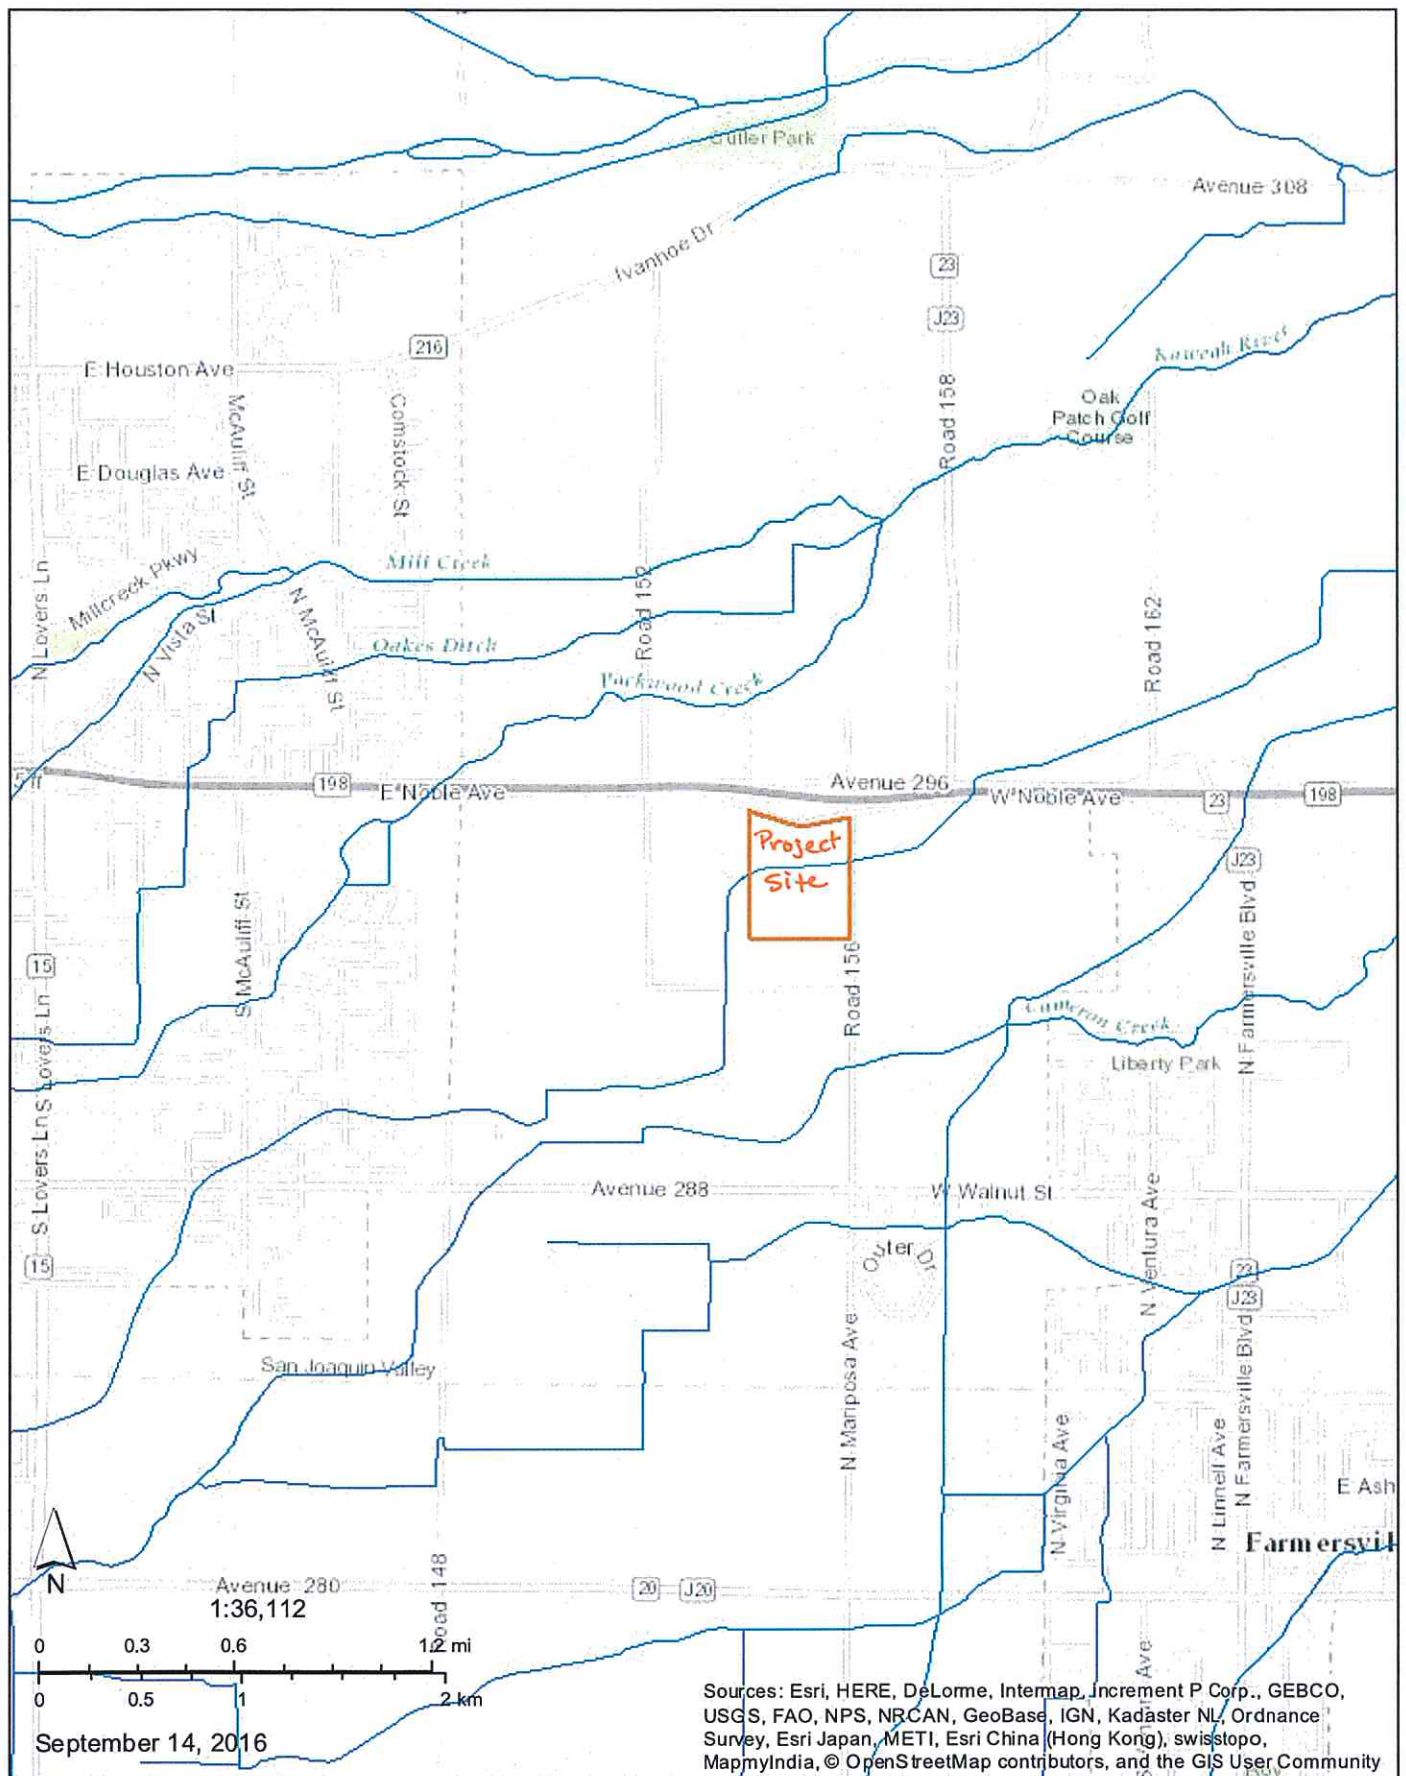 Cutler Park
Avenue 308
Ivanhoe Dr
23
J23
216
Kaweah River
E Houston Ave
Oak
Patch Golf
Course
McAuliff St
Comstock St
Road 158
E Douglas Ave
Mill Creek
Millcreek Pkwy
N Lovers Ln
N Vista St
N McAuliff St
Road 152
Road 162
Oakes Ditch
Packwood Creek
198
E Noble Ave
Avenue 296
W Noble Ave
23
198
Project
Site
J23
S McAuliff St
N Farmersville Blvd
15
Road 156
S Lovers Ln
Cameron Creek
Liberty Park
S Lovers Ln
Avenue 288
W Walnut St
N Ventura Ave
Outer Dr
15
23
J23
San Joaquin Valley
N Mariposa Ave
N Virginia Ave
N Linnell Ave
N Farmersville Blvd
E Ash
Farmersvil
N
Avenue 280
Road 148
20
J20
1:36,112
0 0.3 0.6 1.2 mi
0 0.5 1 2 km
September 14, 2016
Ave
Sources: Esri, HERE, DeLorme, Intermap, Increment P Corp., GEBCO,
USGS, FAO, NPS, NRCAN, GeoBase, IGN, Kadaster NL, Ordnance
Survey, Esri Japan, METI, Esri China (Hong Kong), swisstopo,
MapmyIndia, © OpenStreetMap contributors, and the GIS User Community